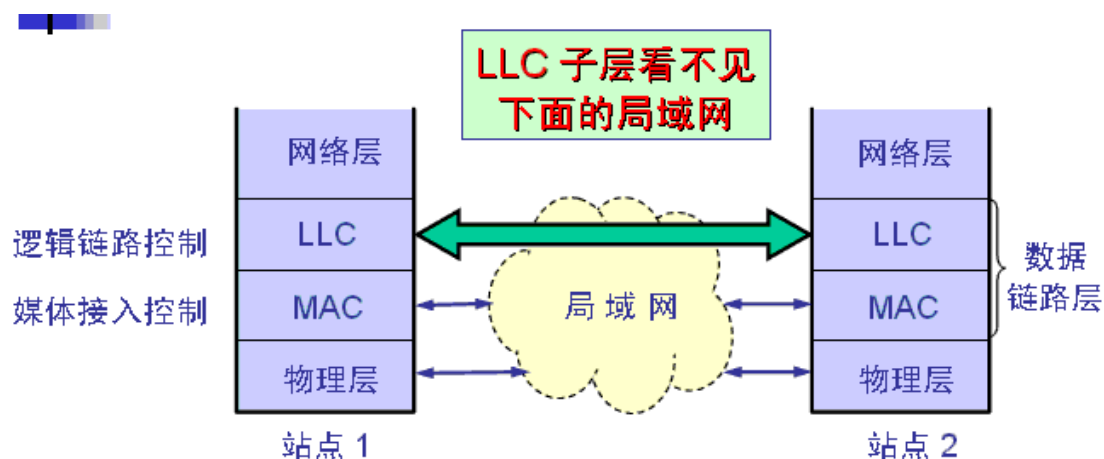 LLC 子层看不见
下面的局域网
网络层
网络层
逻辑链路控制
LLC
LLC
数据
链路层
媒体接入控制
MAC
局 域 网
MAC
物理层
物理层
站点 1
站点 2